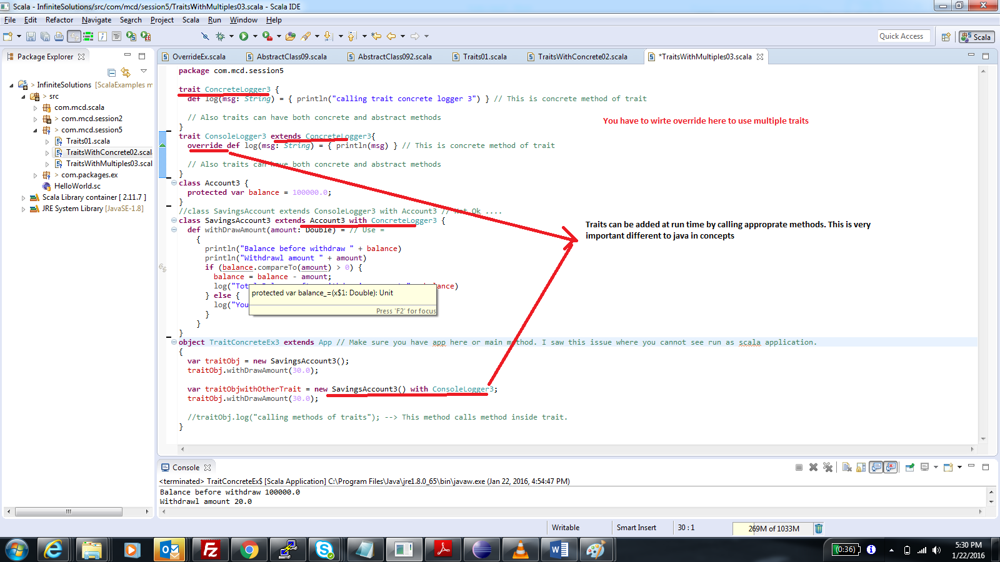 Scala - InfiniteSolutions/src/com/mcd/session5/TraitsWithMultiples03.scala - Scala IDE
File Edit Refactor Navigate Search Project Scala Run Window Help
Quick Access
Scala
Package Explorer
OverrideEx.scala
AbstractClass09.scala
AbstractClass092.scala
Traits01.scala
TraitsWithConcrete02.scala
*TraitsWithMultiples03.scala
> InfiniteSolutions [ScalaExamples m
> src
com.mcd.scala
> com.mcd.session2
> com.mcd.session5
Traits01.scala
TraitsWithConcrete02.scala
TraitsWithMultiples03.scal
> com.packages.ex
HelloWorld.sc
Scala Library container [ 2.11.7 ]
JRE System Library [JavaSE-1.8]
package com.mcd.session5
trait ConcreteLogger3 {
def log(msg: String) = { println("calling trait concrete logger 3") } // This is concrete method of trait
// Also traits can have both concrete and abstract methods
}
You have to wirte override here to use multiple traits
trait ConsoleLogger3 extends ConcreteLogger3{
override def log(msg: String) = { println(msg) } // This is concrete method of trait
// Also traits can have both concrete and abstract methods
}
class Account3 {
protected var balance = 100000.0;
}
//class SavingsAccount extends ConsoleLogger3 with Account3 // Not Ok ....
class SavingsAccount3 extends Account3 with ConcreteLogger3 {
def withDrawAmount(amount: Double) = // Use =
{
println("Balance before withdraw " + balance)
println("Withdrawl amount " + amount)
if (balance.compareTo(amount) > 0) {
balance = balance - amount;
log("Tot balance)
} else {
log("You
}
}
}
protected var balance_=(x$1: Double): Unit
Press 'F2' for focus
Traits can be added at run time by calling approprate methods. This is very
important different to java in concepts
object TraitConcreteEx3 extends App // Make sure you have app here or main method. I saw this issue where you cannot see run as scala application.
{
var traitObj = new SavingsAccount3();
traitObj.withDrawAmount(30.0);
var traitObjwithOtherTrait = new SavingsAccount3() with ConsoleLogger3;
traitObj.withDrawAmount(30.0);
//traitObj.log("calling methods of traits"); --> This method calls method inside trait.
}
Console
<terminated> TraitConcreteEx$ [Scala Application] C:\Program Files\Java\jre1.8.0_65\bin\javaw.exe (Jan 22, 2016, 4:54:47 PM)
Balance before withdraw 100000.0
Withdrawl amount 20.0
Writable
Smart Insert
30 : 1
269M of 1033M
(0:36)
5:30 PM
1/22/2016